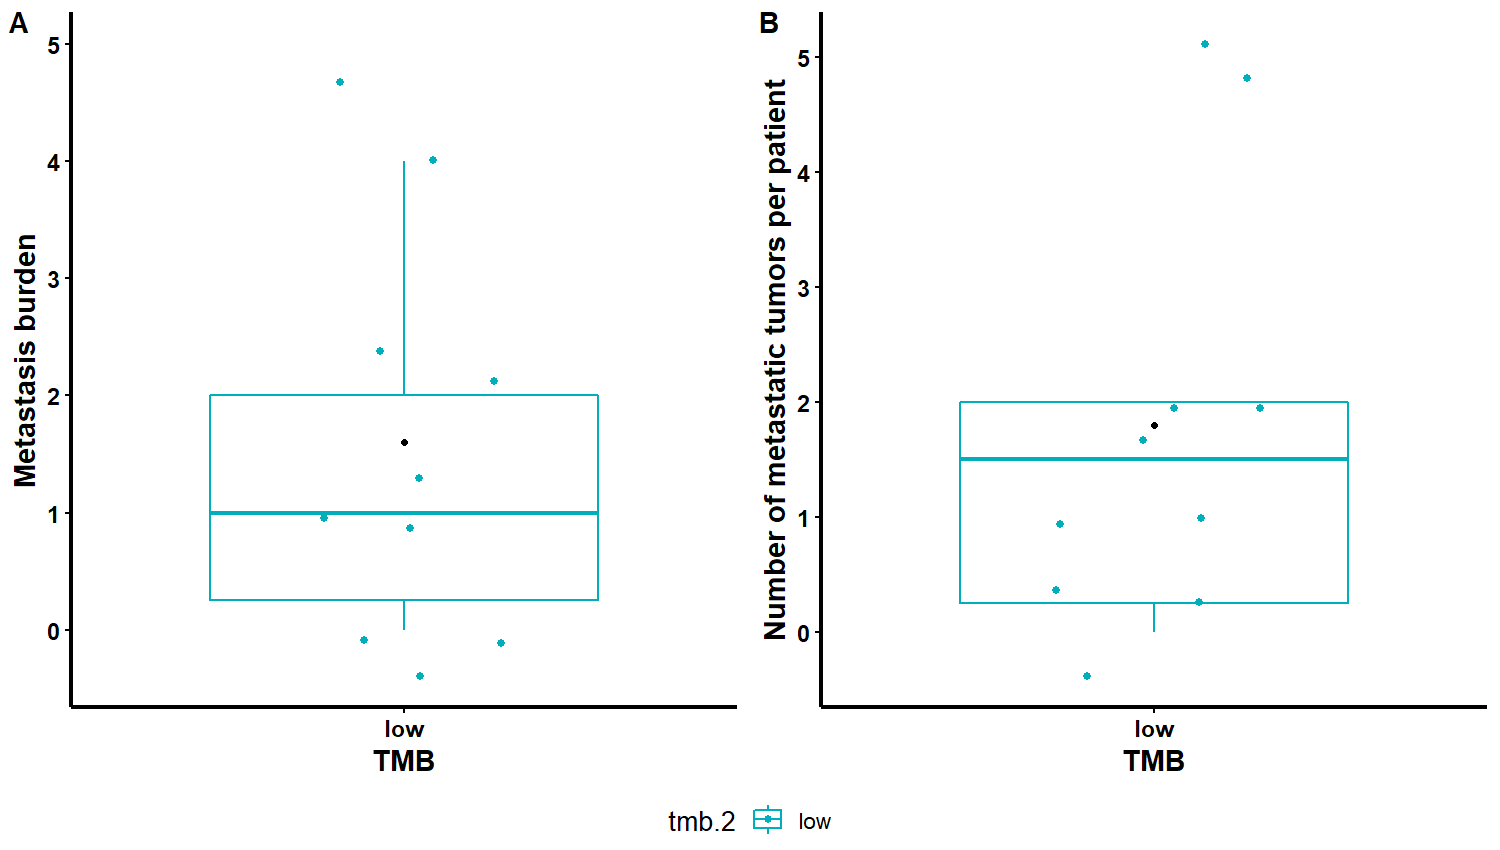 A
5
4
3
2
1
0
Metastasis burden
low
TMB
B
5
4
3
2
1
0
Number of metastatic tumors per patient
low
TMB
tmb.2
low